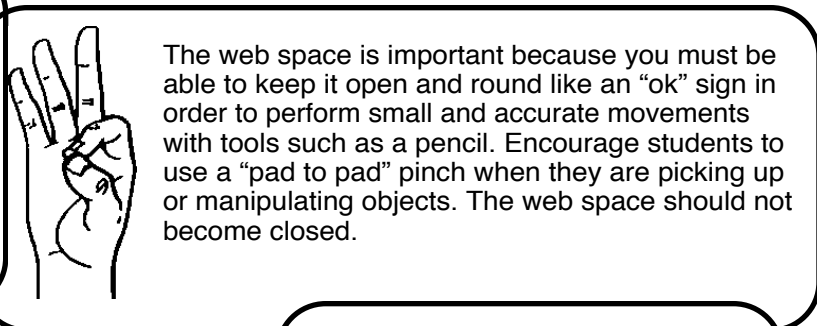 The web space is important because you must be
able to keep it open and round like an “ok” sign in
order to perform small and accurate movements
with tools such as a pencil. Encourage students to
use a “pad to pad” pinch when they are picking up
or manipulating objects. The web space should not
become closed.